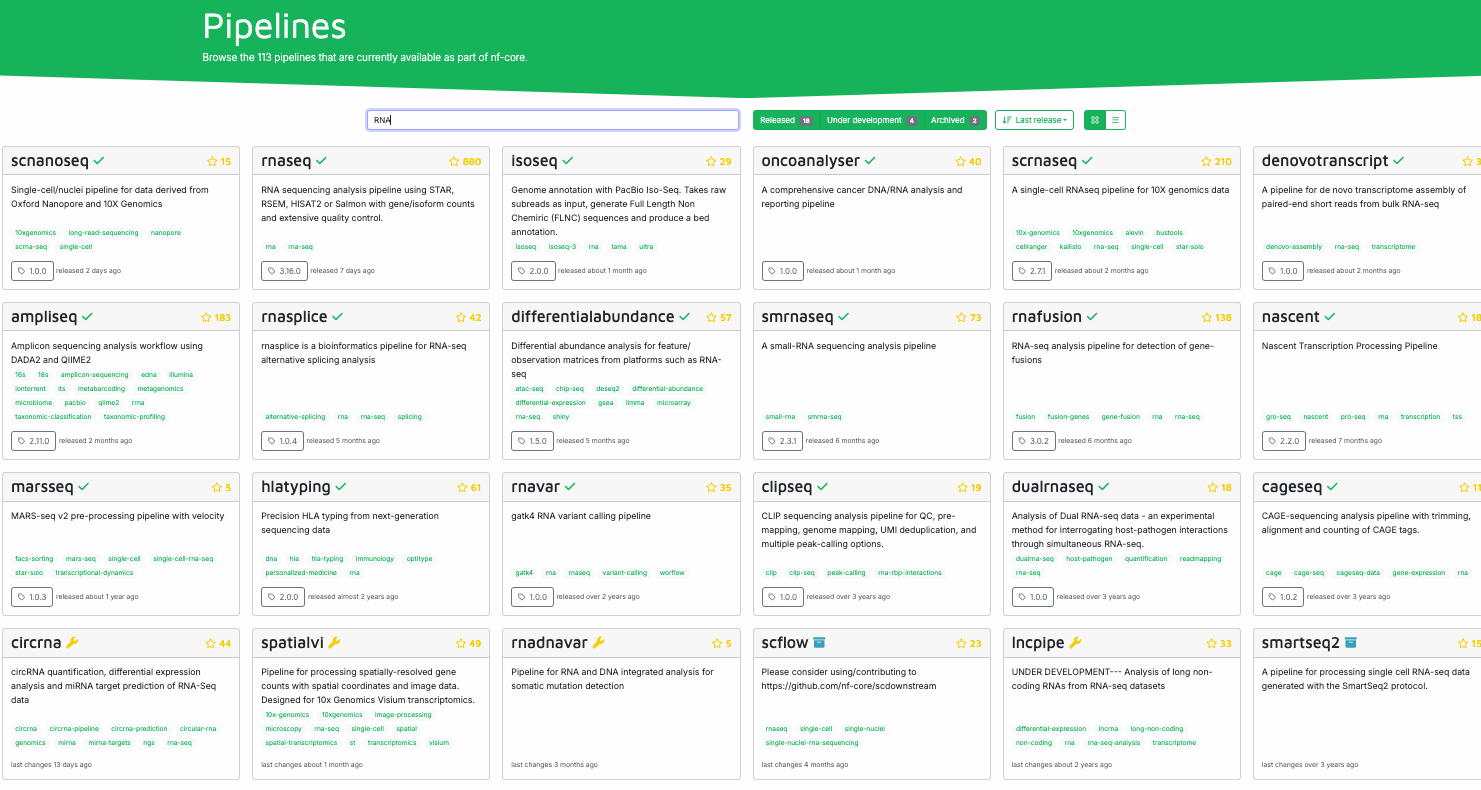 Pipelines
Browse the 113 pipelines that are currently available as part of nf-core.
RNA
Released 18 Under development 4 Archived 2
Last release
scnanoseq 15
Single-cell/nuclei pipeline for data derived from
Oxford Nanopore and 10X Genomics
10xgenomics long-read-sequencing nanopore
scrna-seq single-cell
1.0.0 released 2 days ago
rnaseq 880
RNA sequencing analysis pipeline using STAR,
RSEM, HISAT2 or Salmon with gene/isoform counts
and extensive quality control.
rna rna-seq
3.16.0 released 7 days ago
isoseq 29
Genome annotation with PacBio Iso-Seq. Takes raw
subreads as input, generate Full Length Non
Chemiric (FLNC) sequences and produce a bed
annotation.
isoseq isoseq-3 rna tama ultra
2.0.0 released about 1 month ago
oncoanalyser 40
A comprehensive cancer DNA/RNA analysis and
reporting pipeline
1.0.0 released about 1 month ago
scrnaseq 210
A single-cell RNAseq pipeline for 10X genomics data
10x-genomics 10xgenomics alevin bustools
cellranger kallisto rna-seq single-cell star-solo
2.7.1 released about 2 months ago
denovotranscript
A pipeline for de novo transcriptome assembly of
paired-end short reads from bulk RNA-seq
denovo-assembly rna-seq transcriptome
1.0.0 released about 2 months ago
ampliseq 183
Amplicon sequencing analysis workflow using
DADA2 and QIIME2
16s 18s amplicon-sequencing edna illumina
iontorrent its metabarcoding metagenomics
microbiome pacbio qiime2 rrna
taxonomic-classification taxonomic-profiling
2.11.0 released 2 months ago
rnasplice 42
rnasplice is a bioinformatics pipeline for RNA-seq
alternative splicing analysis
alternative-splicing rna rna-seq splicing
1.0.4 released 5 months ago
differentialabundance 57
Differential abundance analysis for feature/
observation matrices from platforms such as RNA-
seq
atac-seq chip-seq deseq2 differential-abundance
differential-expression gsea limma microarray
rna-seq shiny
1.5.0 released 5 months ago
smrnaseq 73
A small-RNA sequencing analysis pipeline
small-rna smrna-seq
2.3.1 released 6 months ago
rnafusion 138
RNA-seq analysis pipeline for detection of gene-
fusions
fusion fusion-genes gene-fusion rna rna-seq
3.0.2 released 6 months ago
nascent 18
Nascent Transcription Processing Pipeline
gro-seq nascent pro-seq rna transcription tss
2.2.0 released 7 months ago
marsseq 5
MARS-seq v2 pre-processing pipeline with velocity
facs-sorting mars-seq single-cell single-cell-rna-seq
star-solo transcriptional-dynamics
1.0.3 released about 1 year ago
hlatyping 61
Precision HLA typing from next-generation
sequencing data
dna hla hla-typing immunology optitype
personalized-medicine rna
2.0.0 released almost 2 years ago
rnavar 35
gatk4 RNA variant calling pipeline
gatk4 rna rnaseq variant-calling worflow
1.0.0 released over 2 years ago
clipseq 19
CLIP sequencing analysis pipeline for QC, pre-
mapping, genome mapping, UMI deduplication, and
multiple peak-calling options.
clip clip-seq peak-calling rna-rbp-interactions
1.0.0 released over 3 years ago
dualrnaseq 18
Analysis of Dual RNA-seq data - an experimental
method for interrogating host-pathogen interactions
through simultaneous RNA-seq.
dualrna-seq host-pathogen quantification readmapping
rna-seq
1.0.0 released over 3 years ago
cageseq 11
CAGE-sequencing analysis pipeline with trimming,
alignment and counting of CAGE tags.
cage cage-seq cageseq-data gene-expression rna
1.0.2 released over 3 years ago
circrna 44
circRNA quantification, differential expression
analysis and miRNA target prediction of RNA-Seq
data
circrna circrna-pipeline circrna-prediction circular-rna
genomics mirna mirna-targets ngs rna-seq
last changes 13 days ago
spatialvi 49
Pipeline for processing spatially-resolved gene
counts with spatial coordinates and image data.
Designed for 10x Genomics Visium transcriptomics.
10x-genomics 10xgenomics image-processing
microscopy rna-seq single-cell spatial
spatial-transcriptomics st transcriptomics visium
last changes about 1 month ago
rnadnavar 5
Pipeline for RNA and DNA integrated analysis for
somatic mutation detection
last changes 3 months ago
scflow 23
Please consider using/contributing to
https://github.com/nf-core/scdownstream
rnaseq single-cell single-nuclei
single-nuclei-rna-sequencing
last changes 4 months ago
lncpipe 33
UNDER DEVELOPMENT--- Analysis of long non-
coding RNAs from RNA-seq datasets
differential-expression lncrna long-non-coding
non-coding rna rna-seq-analysis transcriptome
last changes about 2 years ago
smartseq2 15
A pipeline for processing single cell RNA-seq data
generated with the SmartSeq2 protocol.
last changes over 3 years ago